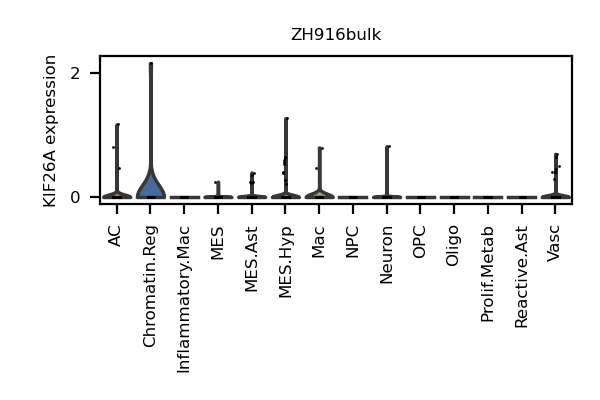 ZH916bulk
KIF26A expression
2
0
AC
Chromatin.Reg
Inflammatory.Mac
MES
MES.Ast
MES.Hyp
Mac
NPC
Neuron
OPC
Oligo
Prolif.Metab
Reactive.Ast
Vasc